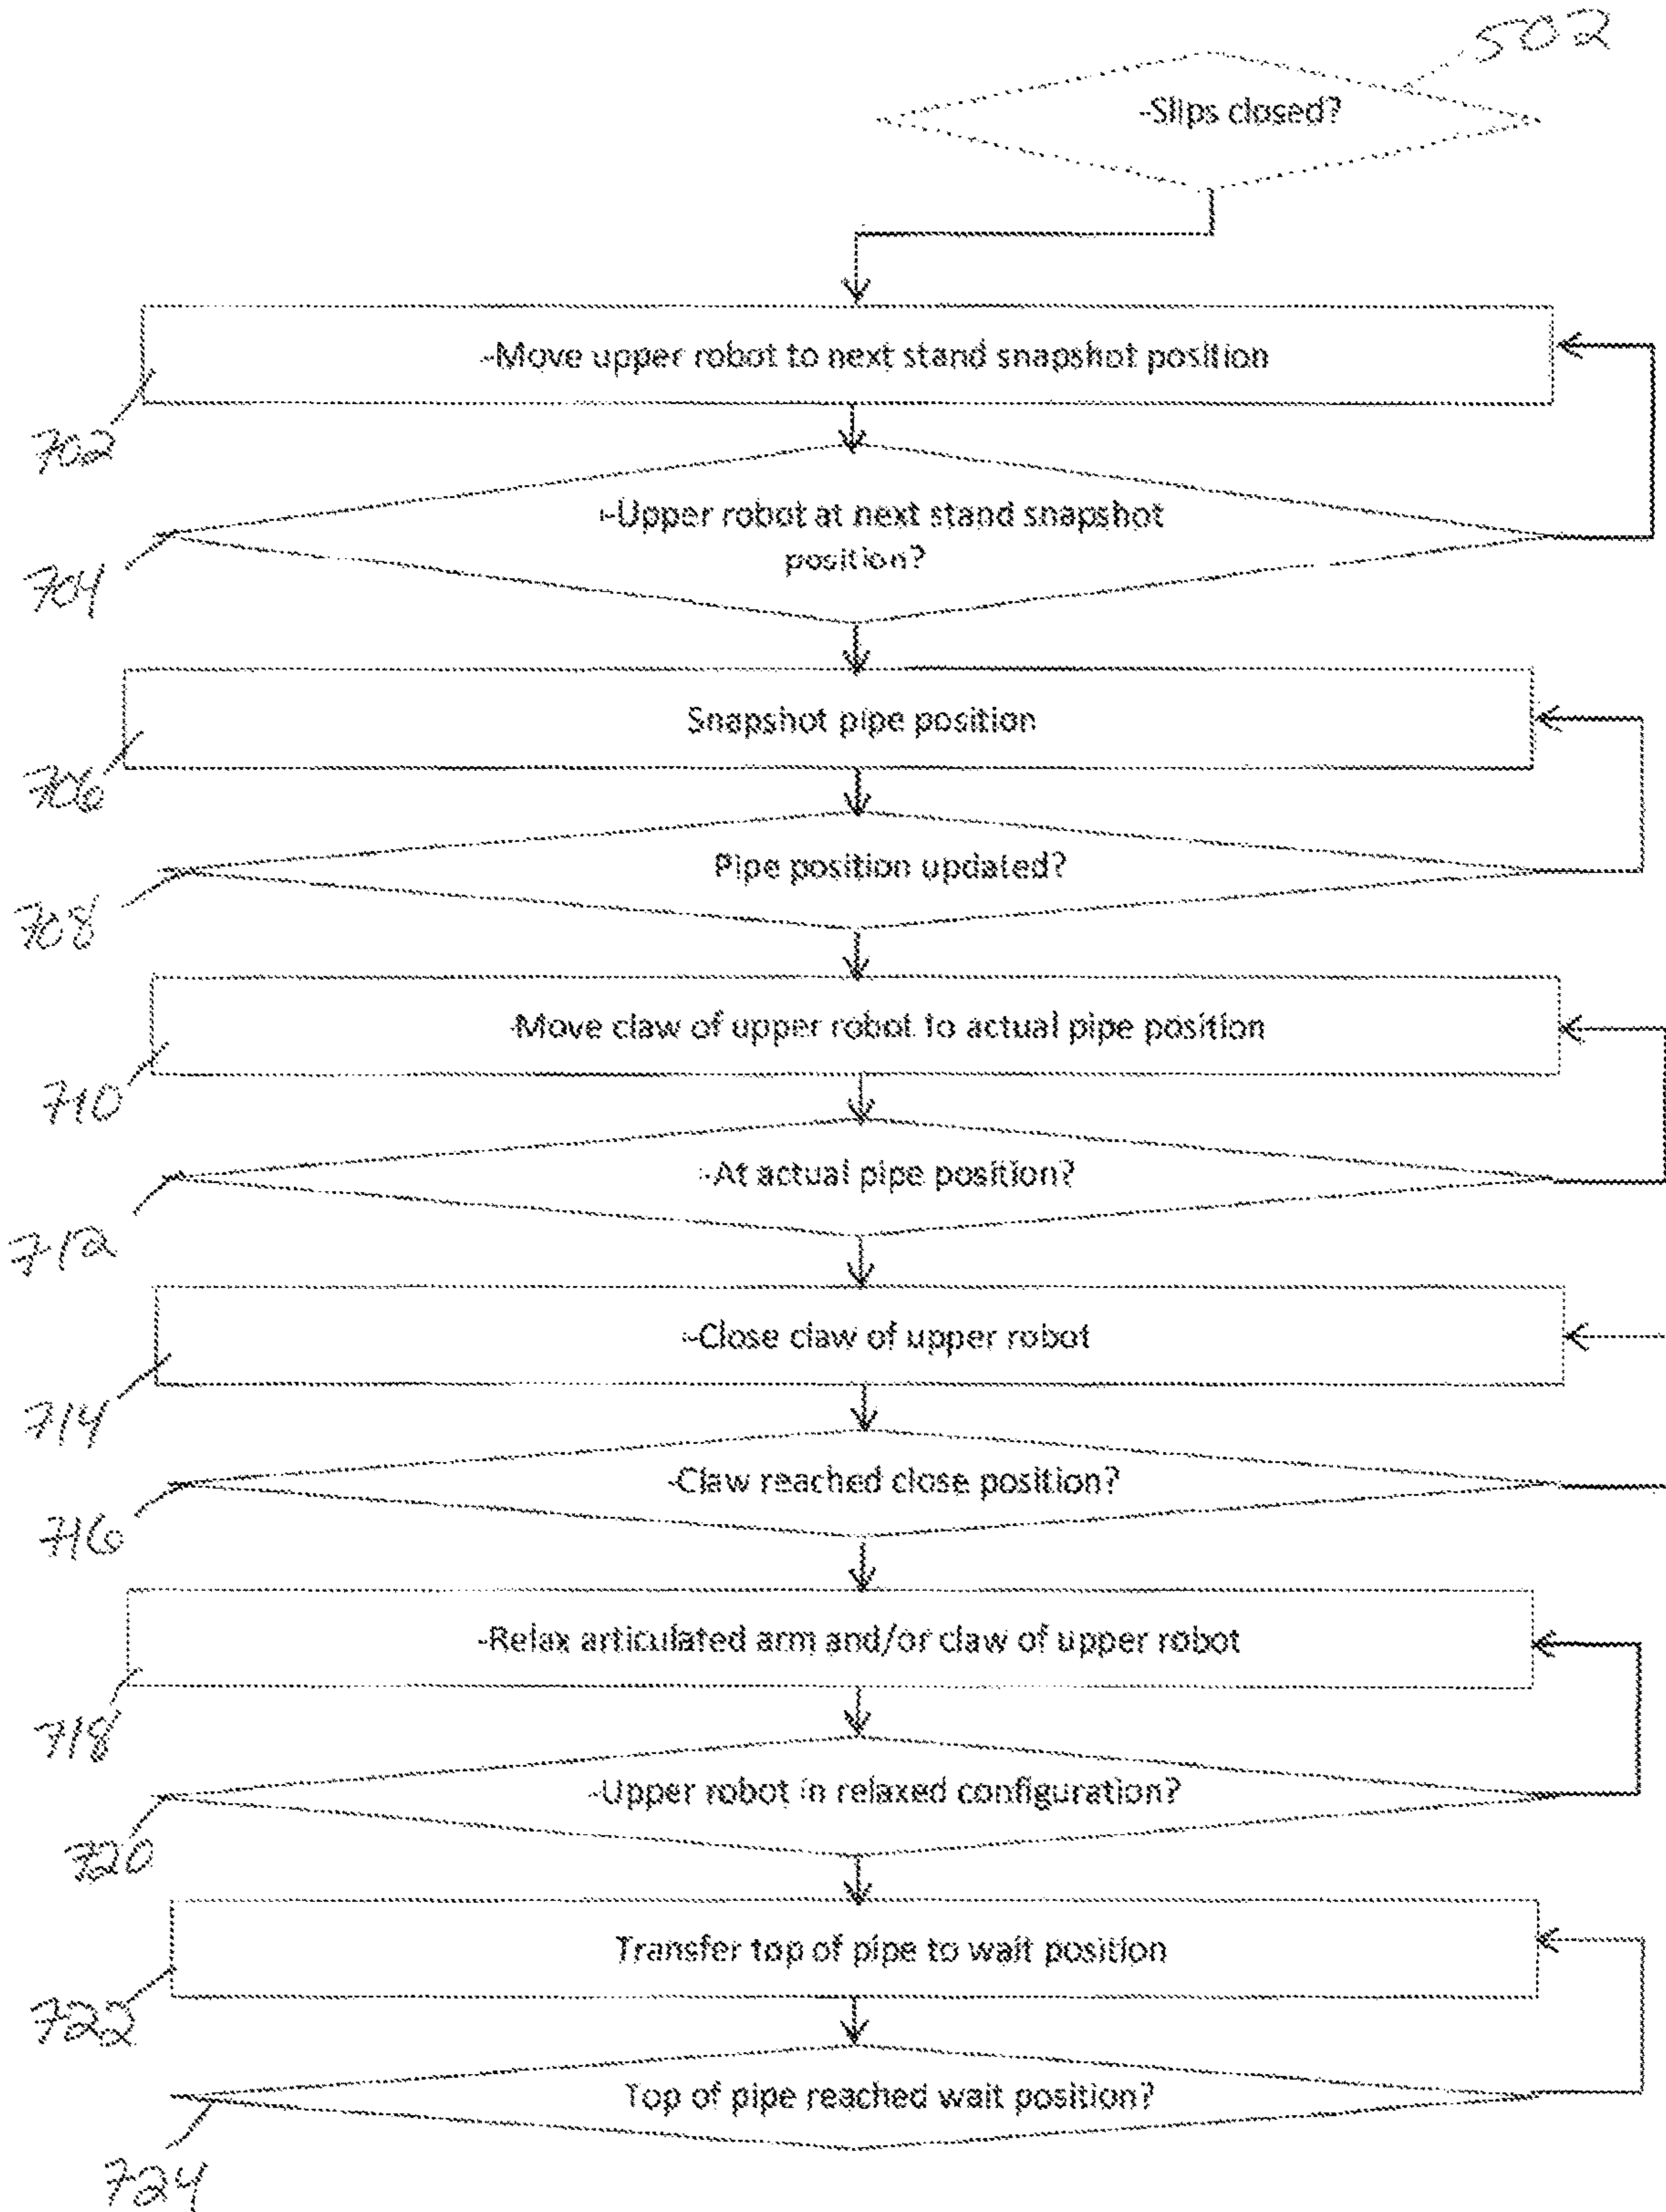 502
-Slips closed?
-Move upper robot to next stand snapshot position
702
-Upper robot at next stand snapshot
position?
704
Snapshot pipe position
706
Pipe position updated?
708
-Move claw of upper robot to actual pipe position
710
-At actual pipe position?
712
-Close claw of upper robot
714
-Claw reached close position?
716
-Relax articulated arm and/or claw of upper robot
718
-Upper robot in relaxed configuration?
720
Transfer top of pipe to wait position
722
Top of pipe reached wait position?
724